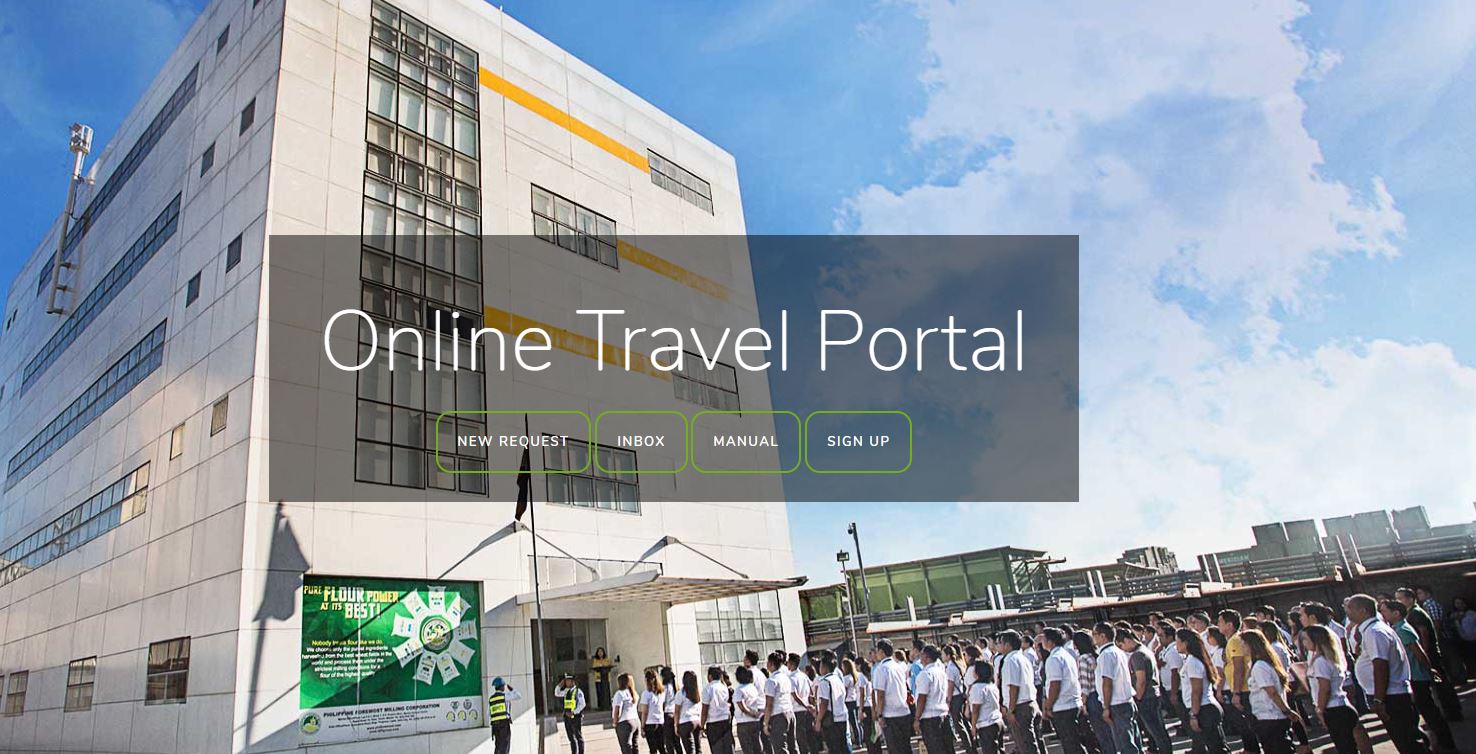 Online Travel Portal
NEW REQUEST
INBOX
MANUAL
SIGN UP
PURE FLOUR POWER
AT ITS BEST!
Nobody flour like we do.
We choose only the purest ingredients
harvested from the best wheat fields in the
world and process them under the
strictest milling conditions for a
flour of the highest quality
PHILIPPINE FOREMOST MILLING CORPORATION